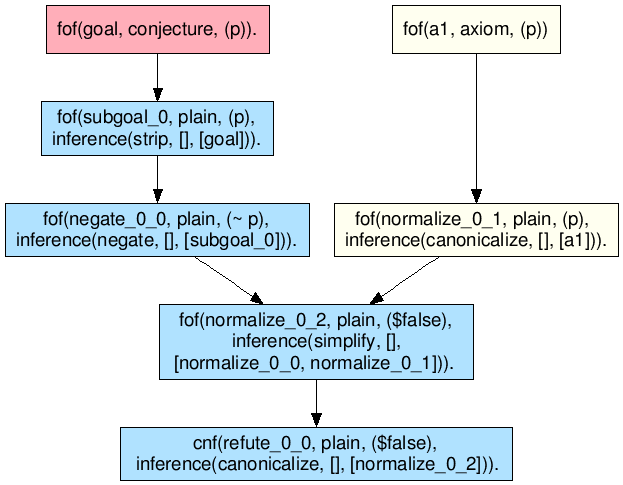 fof(goal, conjecture, (p)).
fof(a1, axiom, (p))
fof(subgoal_0, plain, (p),
inference(strip, [], [goal])).
fof(negate_0_0, plain, (~ p),
inference(negate, [], [subgoal_0])).
fof(normalize_0_1, plain, (p),
inference(canonicalize, [], [a1])).
fof(normalize_0_2, plain, ($false),
inference(simplify, [],
[normalize_0_0, normalize_0_1])).
cnf(refute_0_0, plain, ($false),
inference(canonicalize, [], [normalize_0_2])).